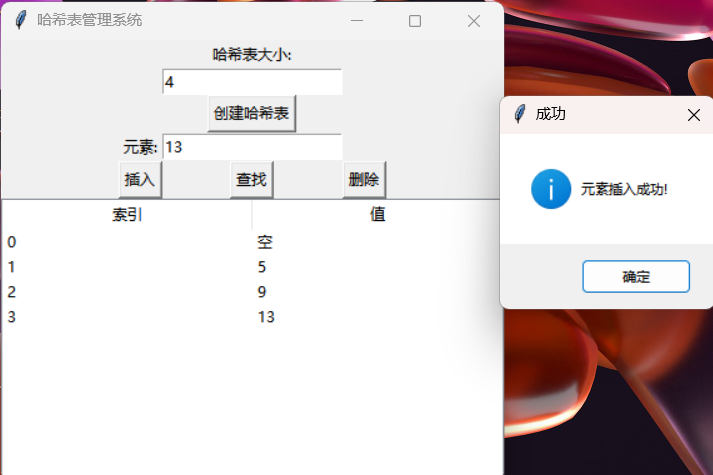 哈希表管理系统
哈希表大小:
4
创建哈希表
元素: 13
插入 查找 删除
索引 值
0 空
1 5
2 9
3 13
成功
元素插入成功!
确定